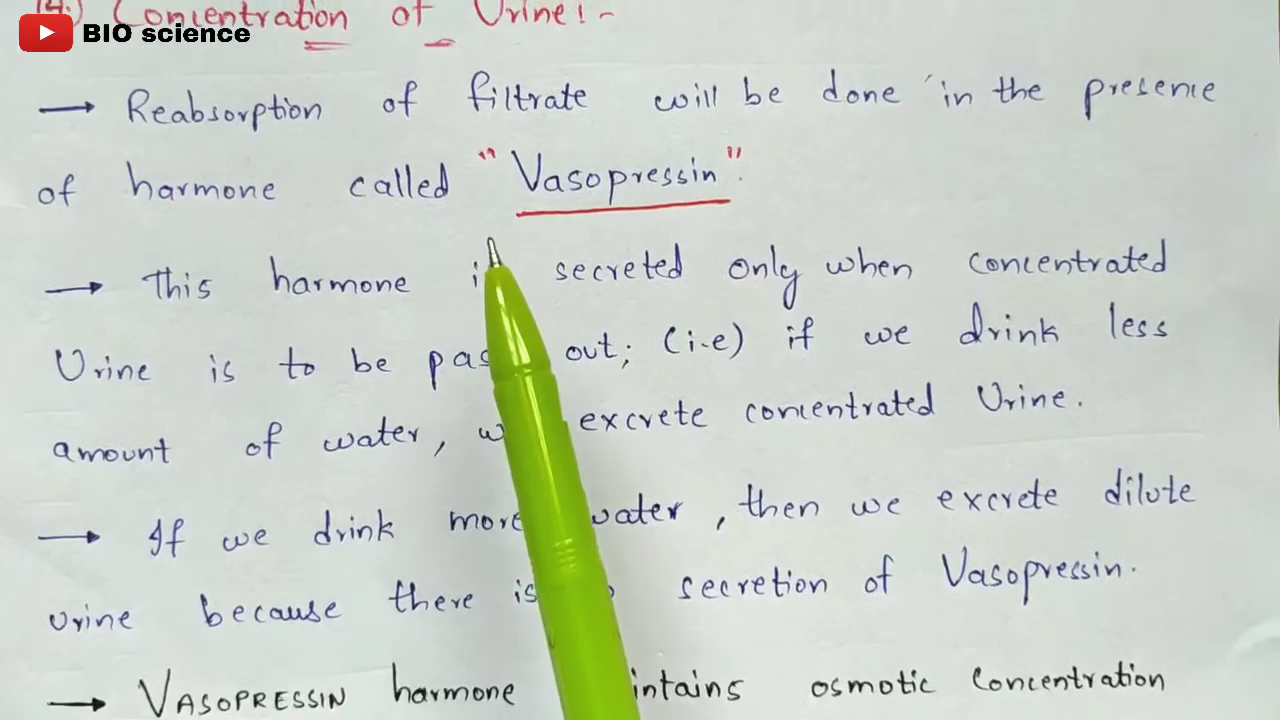 4.) Concentration of Urine:-
BIO science
→ Reabsorption of filtrate will be done in the presence
of harmone called "Vasopressin".
→ This harmone secreted only when concentrated
Urine is to be out; (i.e) if we drink less
amount of water, excrete concentrated Urine.
→ If we drink more water, then we excrete dilute
urine because there is secretion of Vasopressin.
→ VASOPRESSIN harmone osmotic concentration